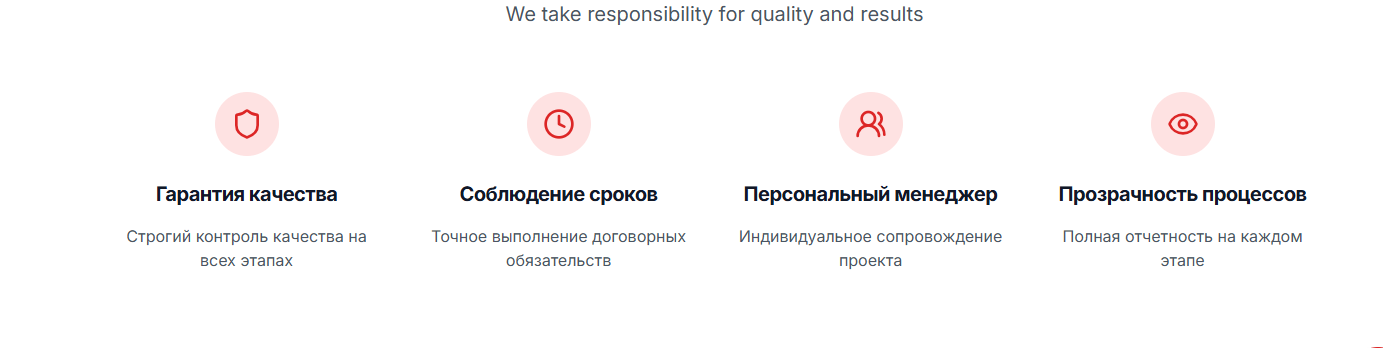 We take responsibility for quality and results
Гарантия качества
Строгий контроль качества на
всех этапах
Соблюдение сроков
Точное выполнение договорных
обязательств
Персональный менеджер
Индивидуальное сопровождение
проекта
Прозрачность процессов
Полная отчетность на каждом
этапе